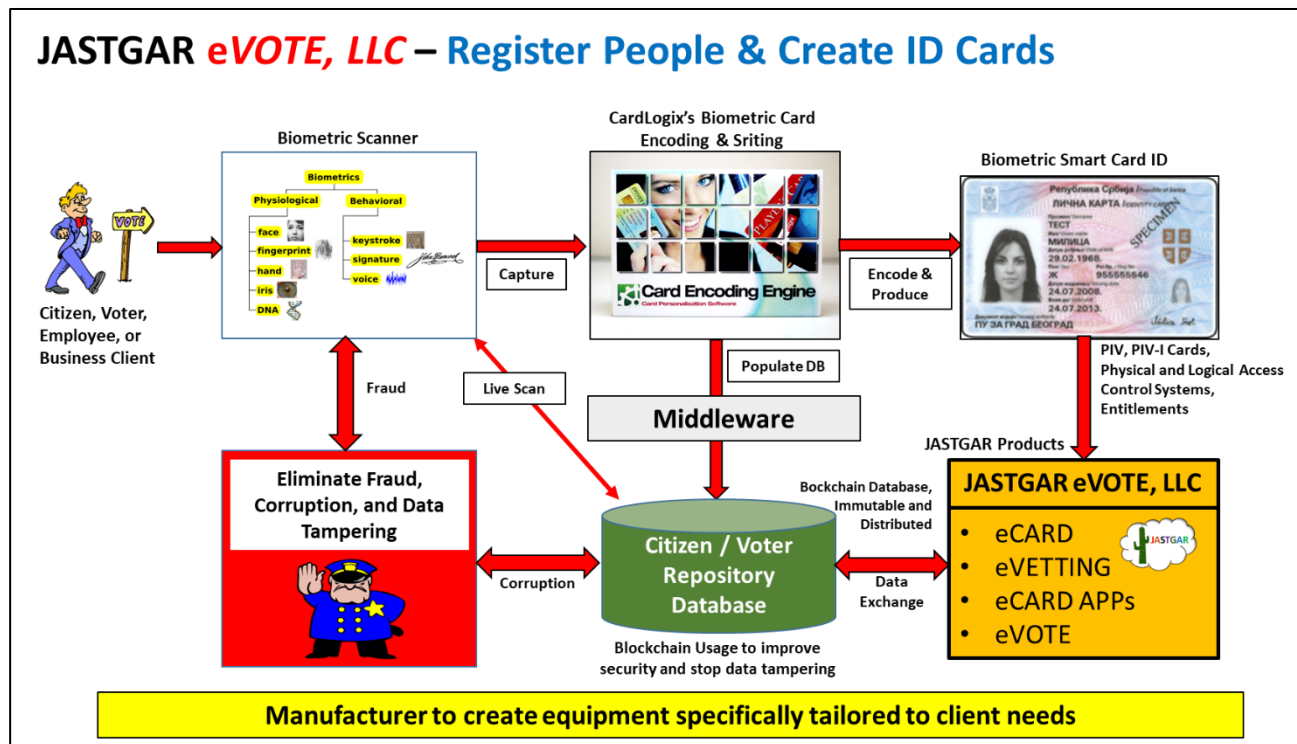 JASTGAR eVOTE, LLC – Register People & Create ID Cards
Biometric Scanner
CardLogix's Biometric Card
Encoding & Sriting
Biometric Smart Card ID
VOTE
Citizen, Voter,
Employee, or
Business Client
Biometrics
Physiological
Behavioral
face
fingerprint
hand
iris
DNA
keystroke
signature
voice
Capture
PLAYER
Card Encoding Engine
Card Personalization Software
Encode &
Produce
Република Србија / Republic of Serbia
ЛИЧНА КАРТА / IDENTITY CARD
SPECIMEN
ТЕСТ
МИЛИЦА
29.02.1968.
Ж
955555546
24.07.2008.
24.07.2013.
ПУ ЗА ГРАД БЕОГРАД
Fraud
Live Scan
Populate DB
Middleware
PIV, PIV-I Cards,
Physical and Logical Access
Control Systems,
Entitlements
JASTGAR Products
Eliminate Fraud,
Corruption, and Data
Tampering
Corruption
Citizen / Voter
Repository
Database
Bockchain Database,
Immutable and
Distributed
Data
Exchange
Blockchain Usage to improve
security and stop data tampering
JASTGAR eVOTE, LLC
• eCARD
• eVETTING
• eCARD APPs
• eVOTE
JASTGAR
Manufacturer to create equipment specifically tailored to client needs